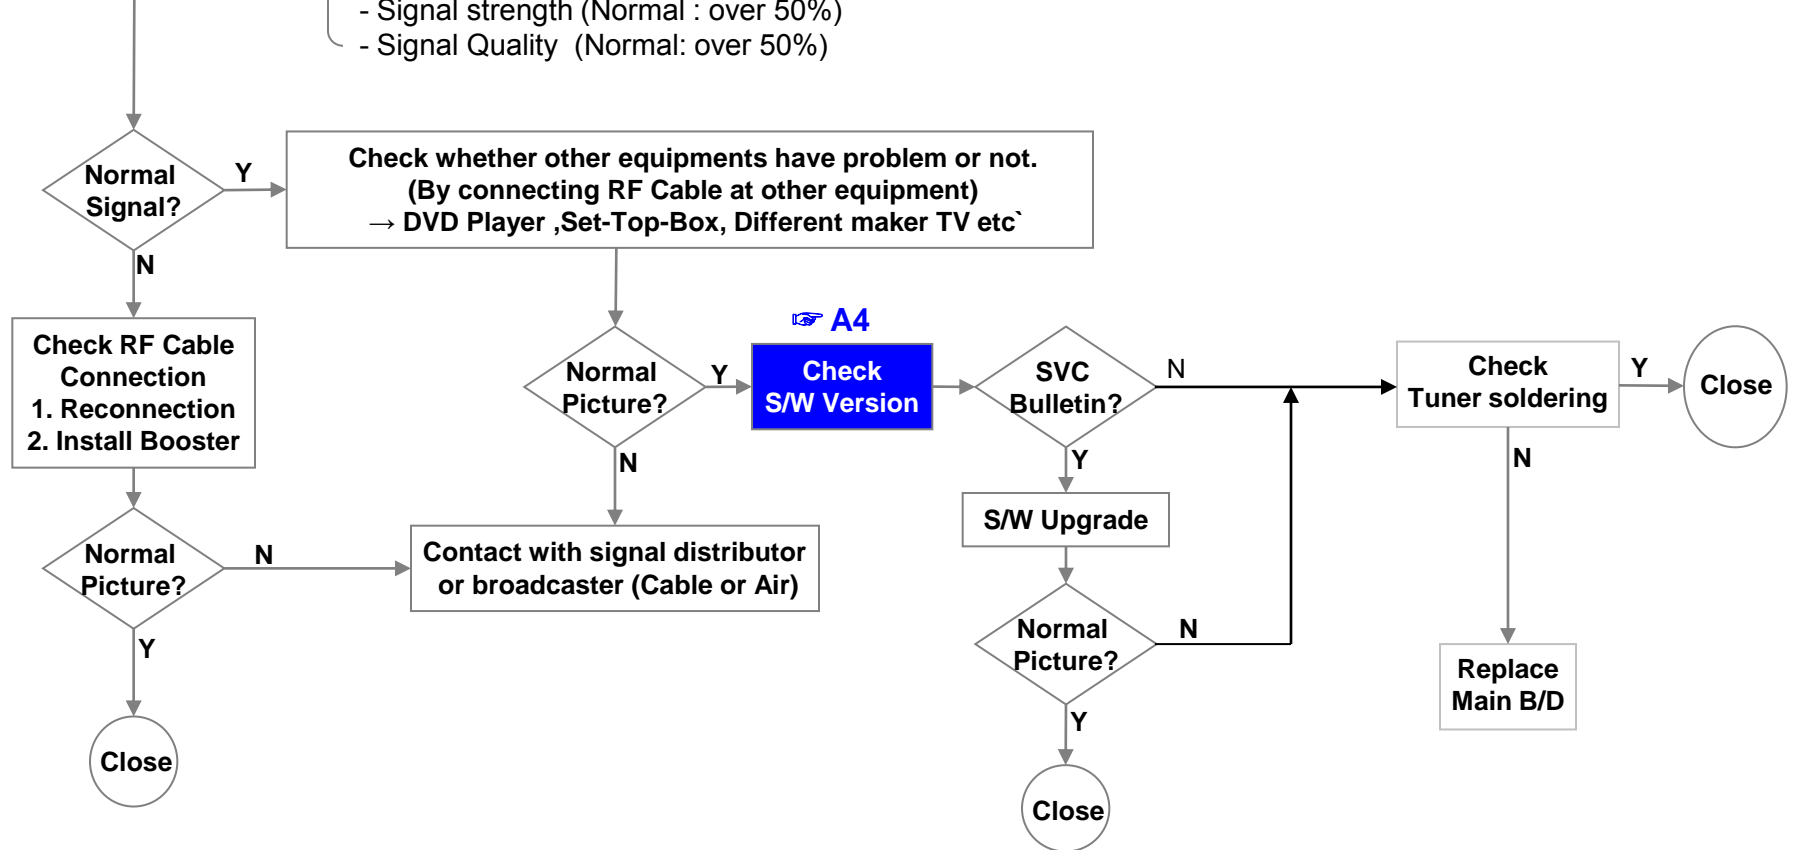 - Signal strength (Normal : over 50%)
- Signal Quality  (Normal: over 50%)
Normal
Signal?
Y
Check whether other equipments have problem or not.
(By connecting RF Cable at other equipment)
→ DVD Player ,Set-Top-Box, Different maker TV etc`
N
Check RF Cable
Connection
1. Reconnection
2. Install Booster
Normal
Picture?
N
Y
Close
Normal
Picture?
Y
N
Contact with signal distributor
or broadcaster (Cable or Air)
☞ A4
Check
S/W Version
SVC
Bulletin?
N
Y
S/W Upgrade
Normal
Picture?
N
Y
Close
Check
Tuner soldering
Y
Close
N
Replace
Main B/D